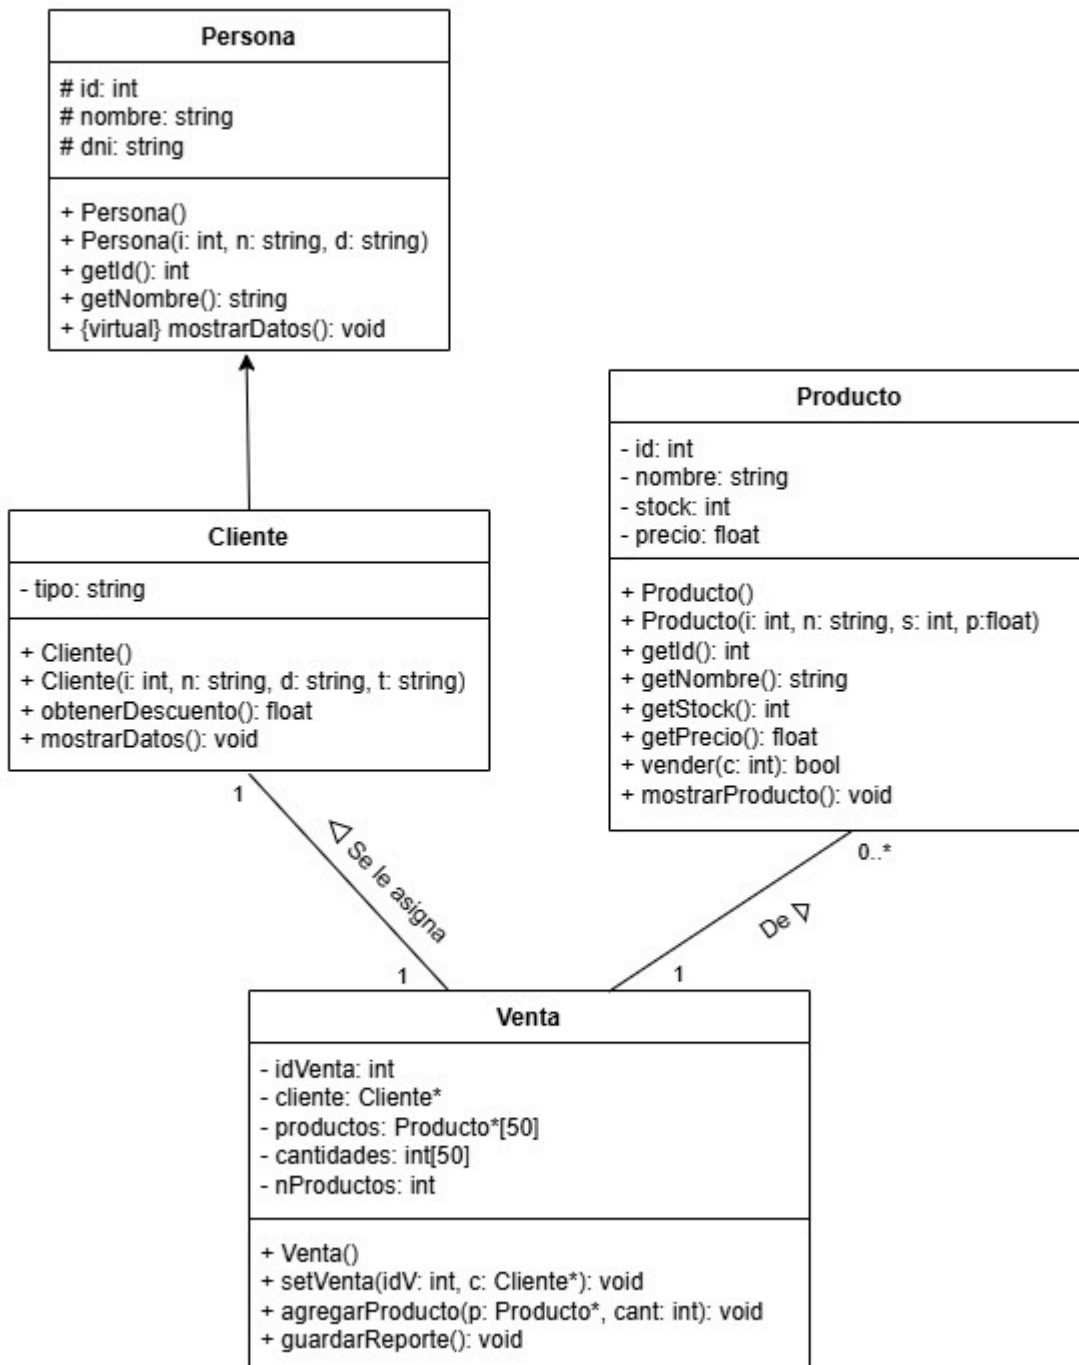 Persona
# id: int
# nombre: string
# dni: string
+ Persona()
+ Persona(i: int, n: string, d: string)
+ getId(): int
+ getNombre(): string
+ {virtual} mostrarDatos(): void
Producto
- id: int
- nombre: string
- stock: int
- precio: float
+ Producto()
+ Producto(i: int, n: string, s: int, p:float)
+ getId(): int
+ getNombre(): string
+ getStock(): int
+ getPrecio(): float
+ vender(c: int): bool
+ mostrarProducto(): void
Cliente
- tipo: string
+ Cliente()
+ Cliente(i: int, n: string, d: string, t: string)
+ obtenerDescuento(): float
+ mostrarDatos(): void
1
Se le asigna
1
0..*
De
1
Venta
- idVenta: int
- cliente: Cliente*
- productos: Producto*[50]
- cantidades: int[50]
- nProductos: int
+ Venta()
+ setVenta(idV: int, c: Cliente*): void
+ agregarProducto(p: Producto*, cant: int): void
+ guardarReporte(): void